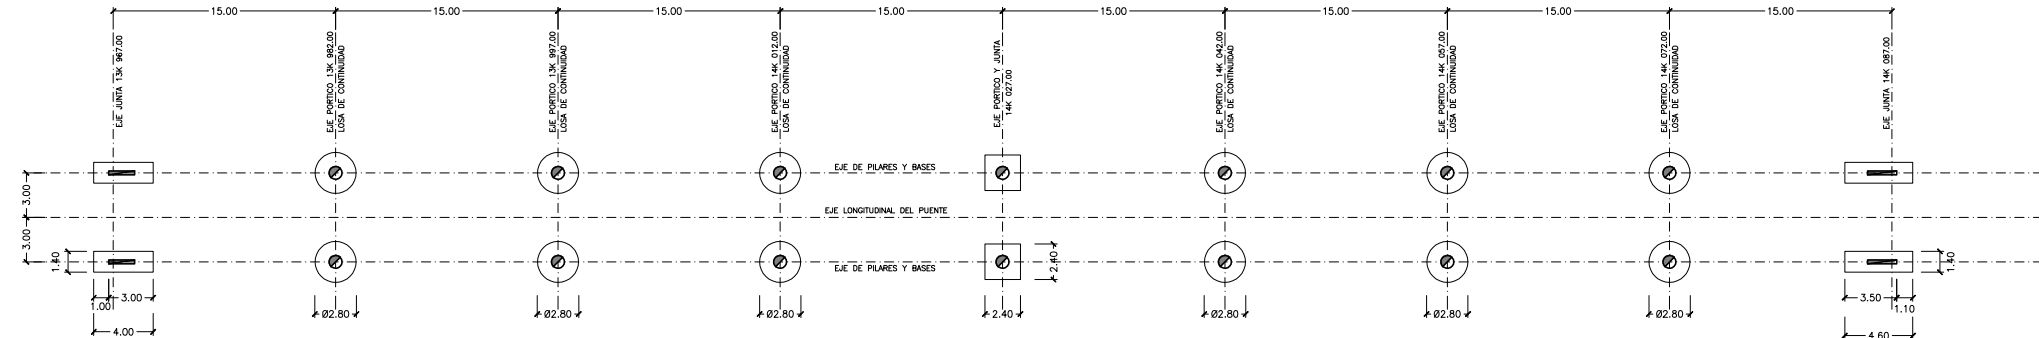 15.00 15.00 15.00 15.00 15.00 15.00 15.00 15.00
EJE JUNTA 13K 967.00
EJE PORTICO 13K 982.00
LOSA DE CONTINUIDAD
EJE PORTICO 13K 997.00
LOSA DE CONTINUIDAD
EJE PORTICO 14K 012.00
LOSA DE CONTINUIDAD
EJE PORTICO Y JUNTA
14K 027.00
EJE PORTICO 14K 042.00
LOSA DE CONTINUIDAD
EJE PORTICO 14K 057.00
LOSA DE CONTINUIDAD
EJE PORTICO 14K 072.00
LOSA DE CONTINUIDAD
EJE JUNTA 14K 087.00
EJE DE PILARES Y BASES
3.00
EJE LONGITUDINAL DEL PUENTE
3.00
1.40
EJE DE PILARES Y BASES
2.40
1.40
3.00
1.00
3.50
1.10
Ø2.80 Ø2.80 Ø2.80 2.40 Ø2.80 Ø2.80 Ø2.80
4.00
4.60